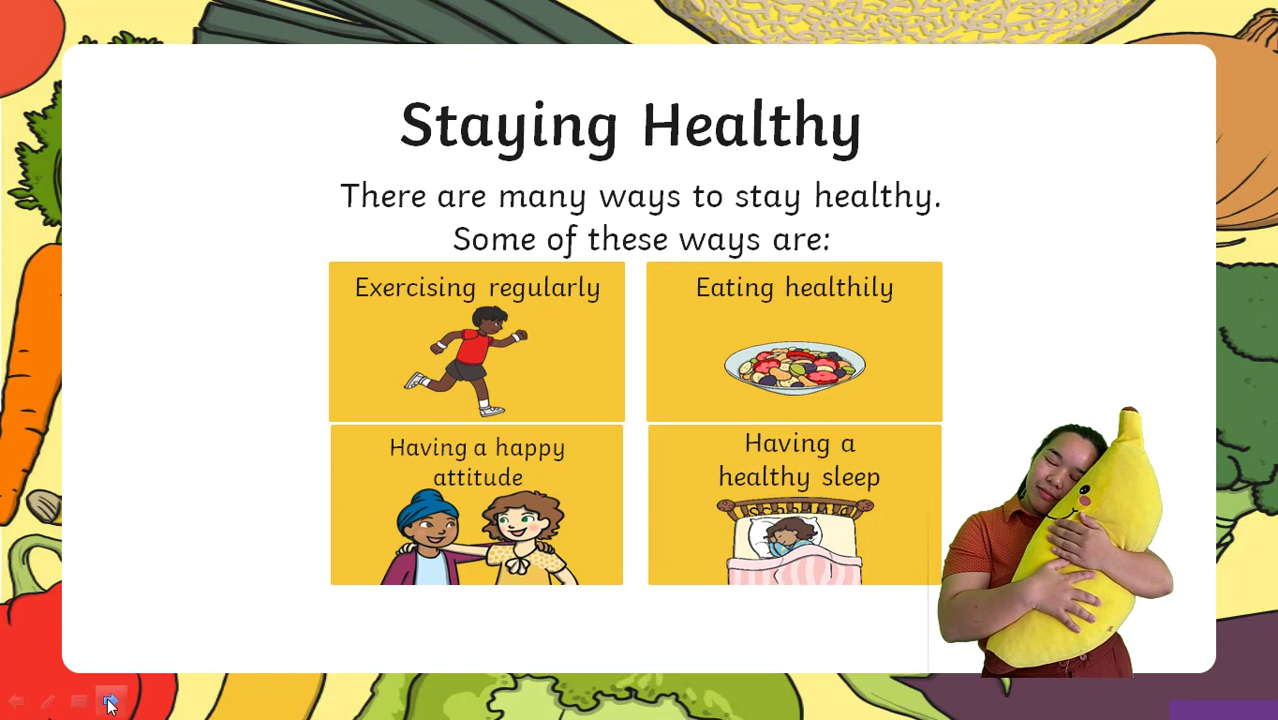 Staying Healthy
There are many ways to stay healthy.
Some of these ways are:
Exercising regularly
Eating healthily
Having a happy
attitude
Having a
healthy sleep